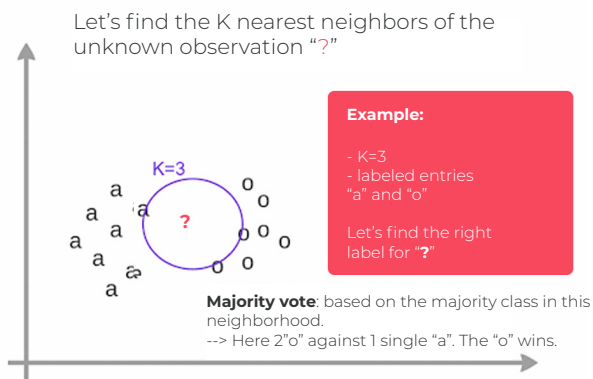 Let's find the K nearest neighbors of the
unknown observation “?”
Example:
- K=3
- labeled entries
“a” and “o”
Let's find the right
label for “?”
K=3
a
o
a
a
o
?
a
a
o
o
o
a
a
o
o
a
Majority vote: based on the majority class in this
neighborhood.
--> Here 2”o” against 1 single “a”. The “o” wins.